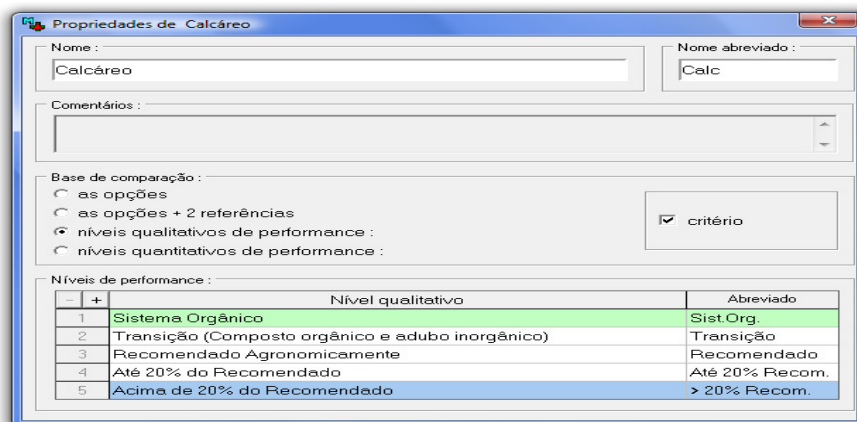 Propriedades de Calcáreo
Nome :
Nome abreviado :
Calcáreo
Calc
Comentários :
Base de comparação :
as opções
as opções + 2 referências
níveis qualitativos de performance :
níveis quantitativos de performance :
critério
Níveis de performance :
- + Nível qualitativo Abreviado
1 Sistema Orgânico Sist.Org.
2 Transição (Composto orgânico e adubo inorgânico) Transição
3 Recomendado Agronomicamente Recomendado
4 Até 20% do Recomendado Até 20% Recom.
5 Acima de 20% do Recomendado > 20% Recom.